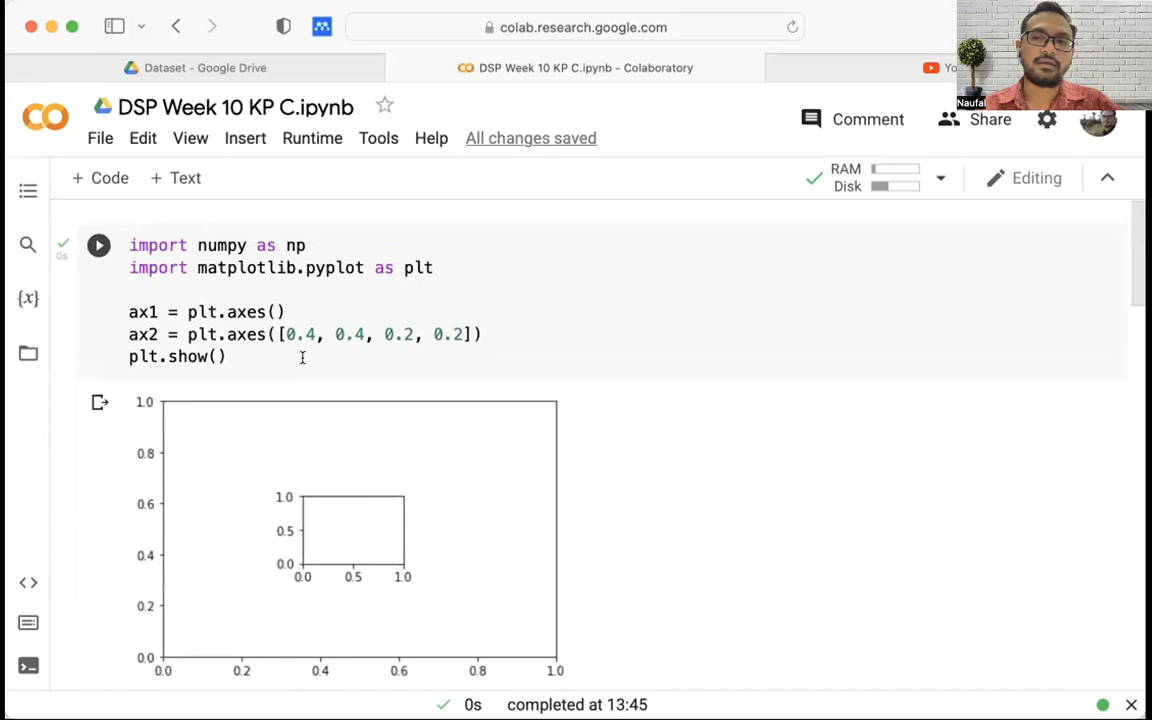 colab.research.google.com
Dataset - Google Drive
DSP Week 10 KP C.ipynb - Colaboratory
Yo
Naufal
DSP Week 10 KP C.ipynb
File Edit View Insert Runtime Tools Help All changes saved
Comment Share
+ Code + Text
RAM
Disk
Editing
{x}
0s
import numpy as np
import matplotlib.pyplot as plt
ax1 = plt.axes()
ax2 = plt.axes([0.4, 0.4, 0.2, 0.2])
plt.show()
1.0
0.8
0.6
0.4
0.2
0.0
0.0 0.2 0.4 0.6 0.8 1.0
1.0
0.5
0.0
0.0 0.5 1.0
0s completed at 13:45